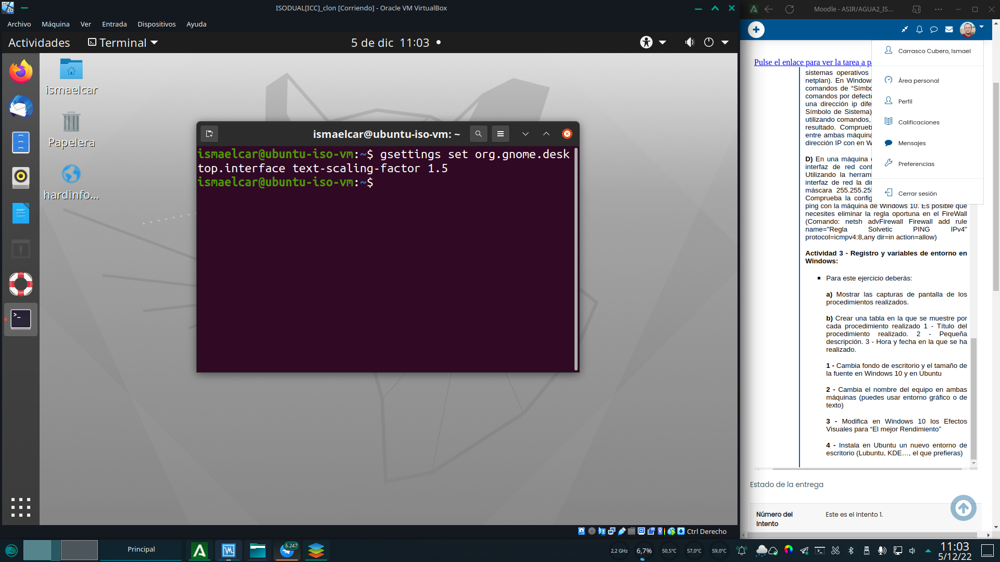 ISODUAL[ICC]_clon [Corriendo] - Oracle VM VirtualBox
Archivo Máquina Ver Entrada Dispositivos Ayuda
Actividades Terminal 5 de dic 11:03
ismaelcar
Papelera
hardinfo...
ismaelcar@ubuntu-iso-vm: ~
ismaelcar@ubuntu-iso-vm:~$ gsettings set org.gnome.desk
top.interface text-scaling-factor 1.5
ismaelcar@ubuntu-iso-vm:~$
Ctrl Derecho
Moodle - ASIR/AGUA2_IS...
Carrasco Cubero, Ismael
Área personal
Perfil
Calificaciones
Mensajes
Preferencias
Cerrar sesión
Pulse el enlace para ver la tarea a p
sistemas operativos
netplan). En Window
comandos de “Símbo
comandos por defecto
una dirección ip dife
Símbolo de Sistema)
utilizando comandos,
resultado. Comprueb
entre ambas máquina
dirección IP con en W
D) En una máquina
interfaz de red conf
Utilizando la herram
interfaz de red la di
máscara 255.255.25
Comprueba la config
ping con la máquina de Windows 10. Es posible que
necesites eliminar la regla oportuna en el FireWall
(Comando: netsh advFirewall Firewall add rule
name="Regla Solvetic PING IPv4"
protocol=icmpv4:8,any dir=in action=allow)
Actividad 3 - Registro y variables de entorno en
Windows:
Para este ejercicio deberás:
a) Mostrar las capturas de pantalla de los
procedimientos realizados.
b) Crear una tabla en la que se muestre por
cada procedimiento realizado 1 - Título del
procedimiento realizado. 2 - Pequeña
descripción. 3 - Hora y fecha en la que se ha
realizado.
1 - Cambia fondo de escritorio y el tamaño de
la fuente en Windows 10 y en Ubuntu
2 - Cambia el nombre del equipo en ambas
máquinas (puedes usar entorno gráfico o de
texto)
3 - Modifica en Windows 10 los Efectos
Visuales para “El mejor Rendimiento”
4 - Instala en Ubuntu un nuevo entorno de
escritorio (Lubuntu, KDE…, el que prefieras)
Estado de la entrega
Número del
intento
Este es el intento 1.
Principal
6.247
2,2 GHz
6,7%
50,5°C
57,0°C
59,0°C
11:03
5/12/22